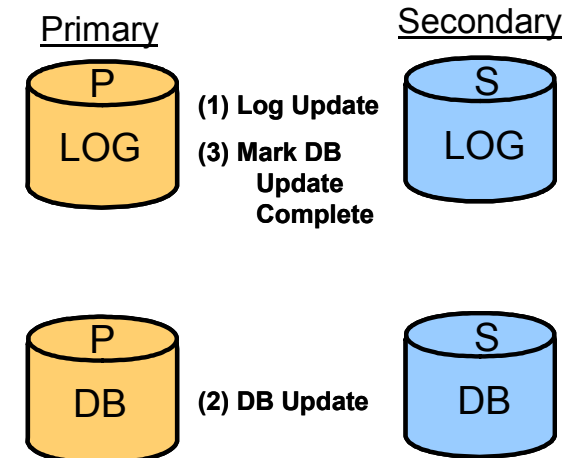 Primary
Secondary
P
LOG
(1) Log Update
(3) Mark DB
Update
Complete
S
LOG
P
DB
(2) DB Update
S
DB